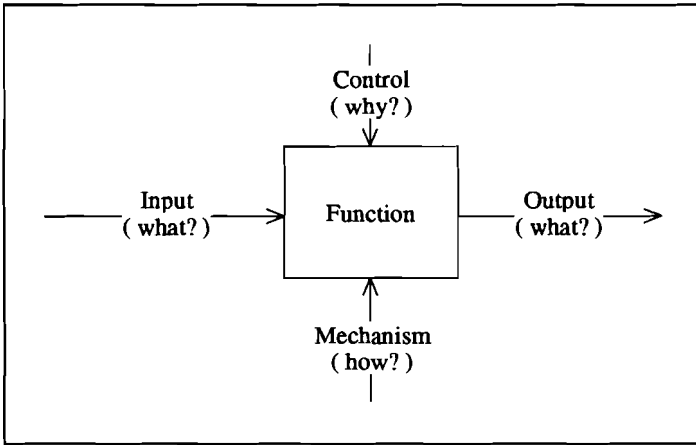 Control
( why? )
Input
( what? )
Function
Output
( what? )
Mechanism
( how? )